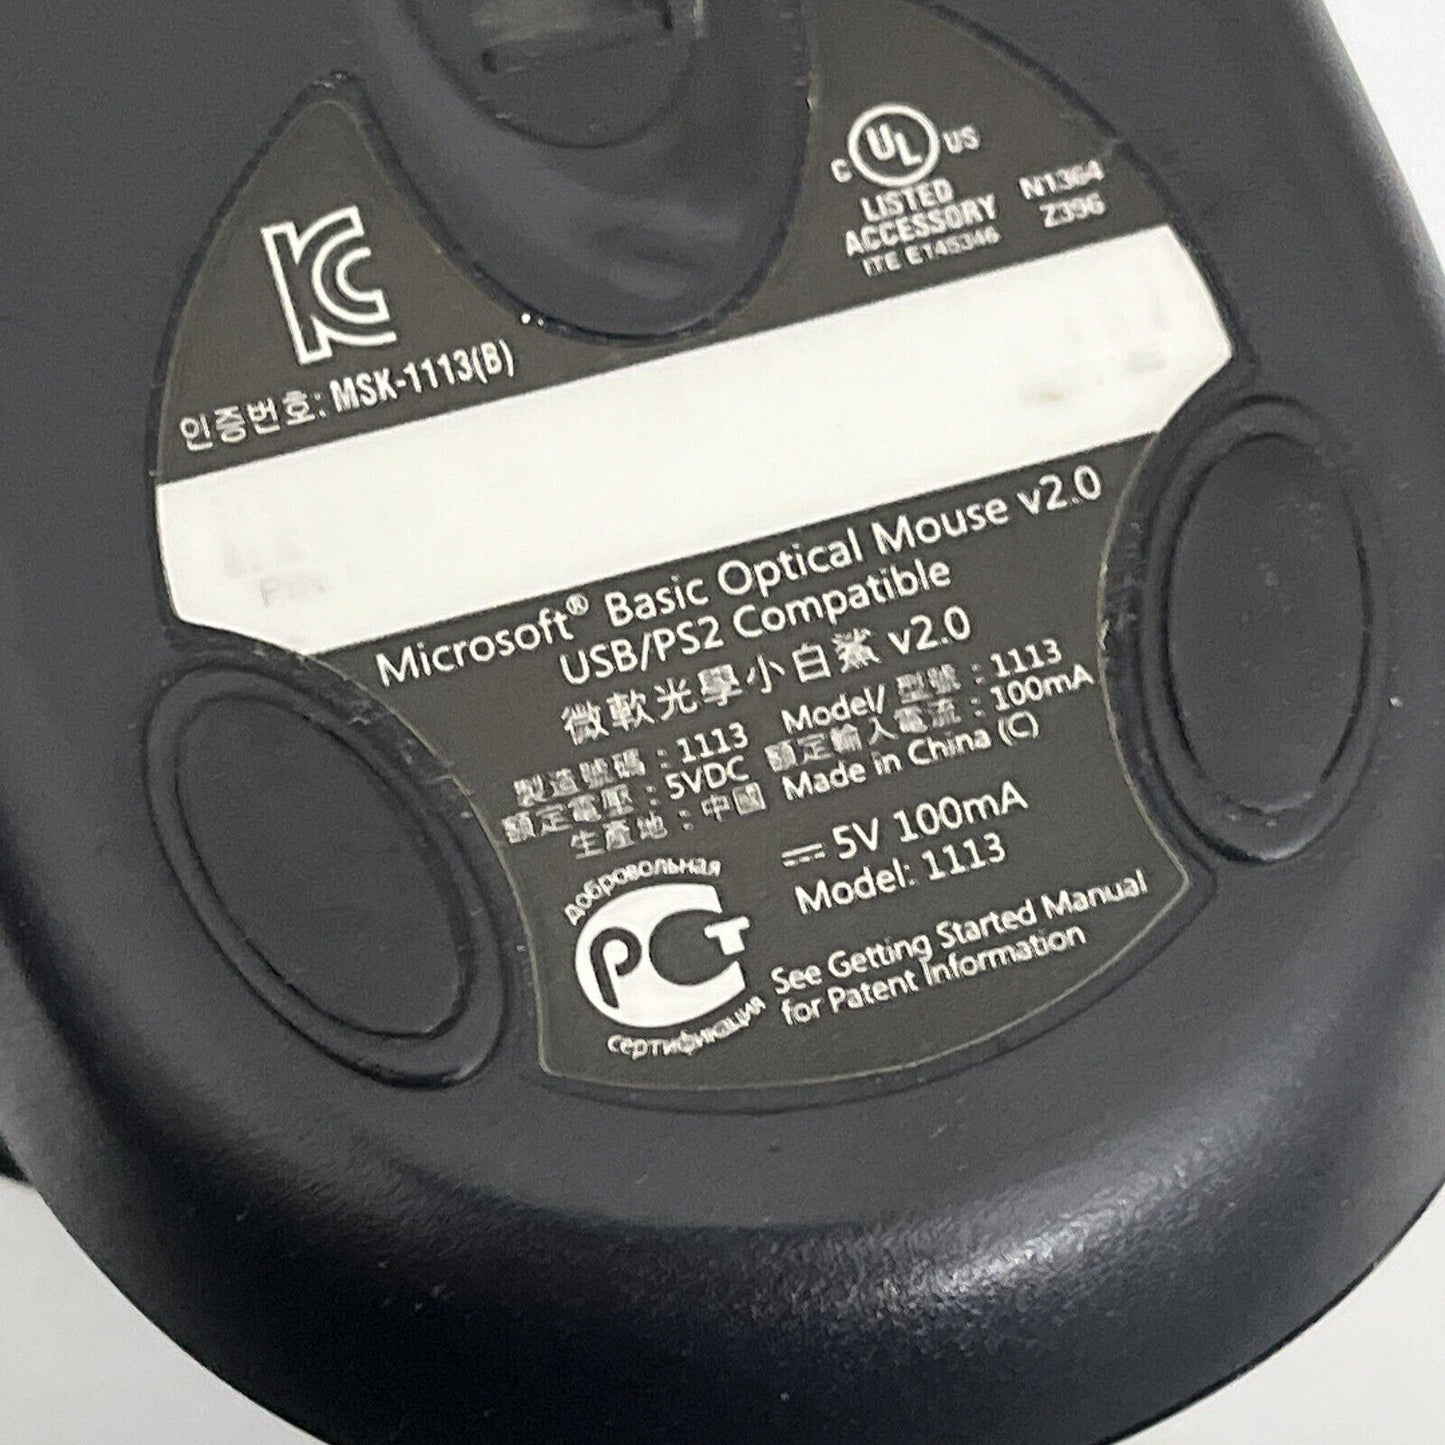 C UL US
LISTED
ACCESSORY
ITE E145346
N1364
Z396
KC
인증번호: MSK-1113(B)
Microsoft® Basic Optical Mouse v2.0
USB/PS2 Compatible
微軟光學小白鯊 v2.0
製造號碼：1113 Model/ 型號：1113
額定電壓：5VDC 額定輸入電流：100mA
生產地：中國 Made in China (C)
5V 100mA
Model: 1113
добровольная
РСТ
сертификация
See Getting Started Manual
for Patent Information